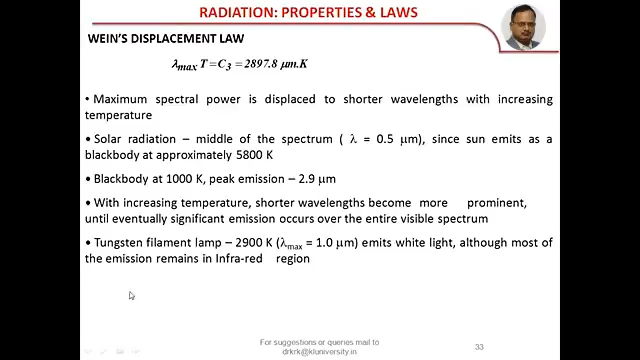 RADIATION: PROPERTIES & LAWS
WEIN'S DISPLACEMENT LAW
λmax T = C3 = 2897.8 μm.K
• Maximum spectral power is displaced to shorter wavelengths with increasing
temperature
• Solar radiation – middle of the spectrum ( λ = 0.5 μm), since sun emits as a
blackbody at approximately 5800 K
• Blackbody at 1000 K, peak emission – 2.9 μm
• With increasing temperature, shorter wavelengths become more prominent,
until eventually significant emission occurs over the entire visible spectrum
• Tungsten filament lamp – 2900 K (λmax = 1.0 μm) emits white light, although most of
the emission remains in Infra-red region
For suggestions or queries mail to
drkrk@kluniversity.in
33